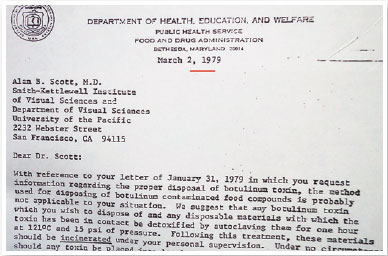 DEPARTMENT OF HEALTH, EDUCATION, AND WELFARE
PUBLIC HEALTH SERVICE
FOOD AND DRUG ADMINISTRATION
BETHESDA, MARYLAND 20014
March 2, 1979
Alan B. Scott, M.D.
Smith-Kettlewell Institute
of Visual Sciences and
Department of Visual Sciences
University of the Pacific
2232 Webster Street
San Francisco, CA 94115
Dear Dr. Scott:
With reference to your letter of January 31, 1979 in which you request
information regarding the proper disposal of botulinum toxin, the method
used for disposing of botulinum contaminated food compounds is probably
not applicable to your situation. We suggest that any botulinum toxin
which you wish to dispose of and any disposable materials with which the
toxin has been in contact be detoxified by autoclaving them for one hour
at 121OC and 15 psi of pressure. Following this treatment, these materials
should be incinerated under your personal supervision. Under no circumstances
should any toxin be placed